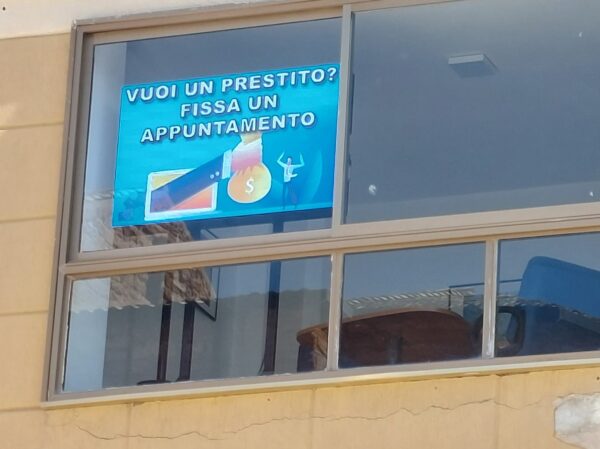 VUOI UN PRESTITO?
FISSA UN
APPUNTAMENTO
$